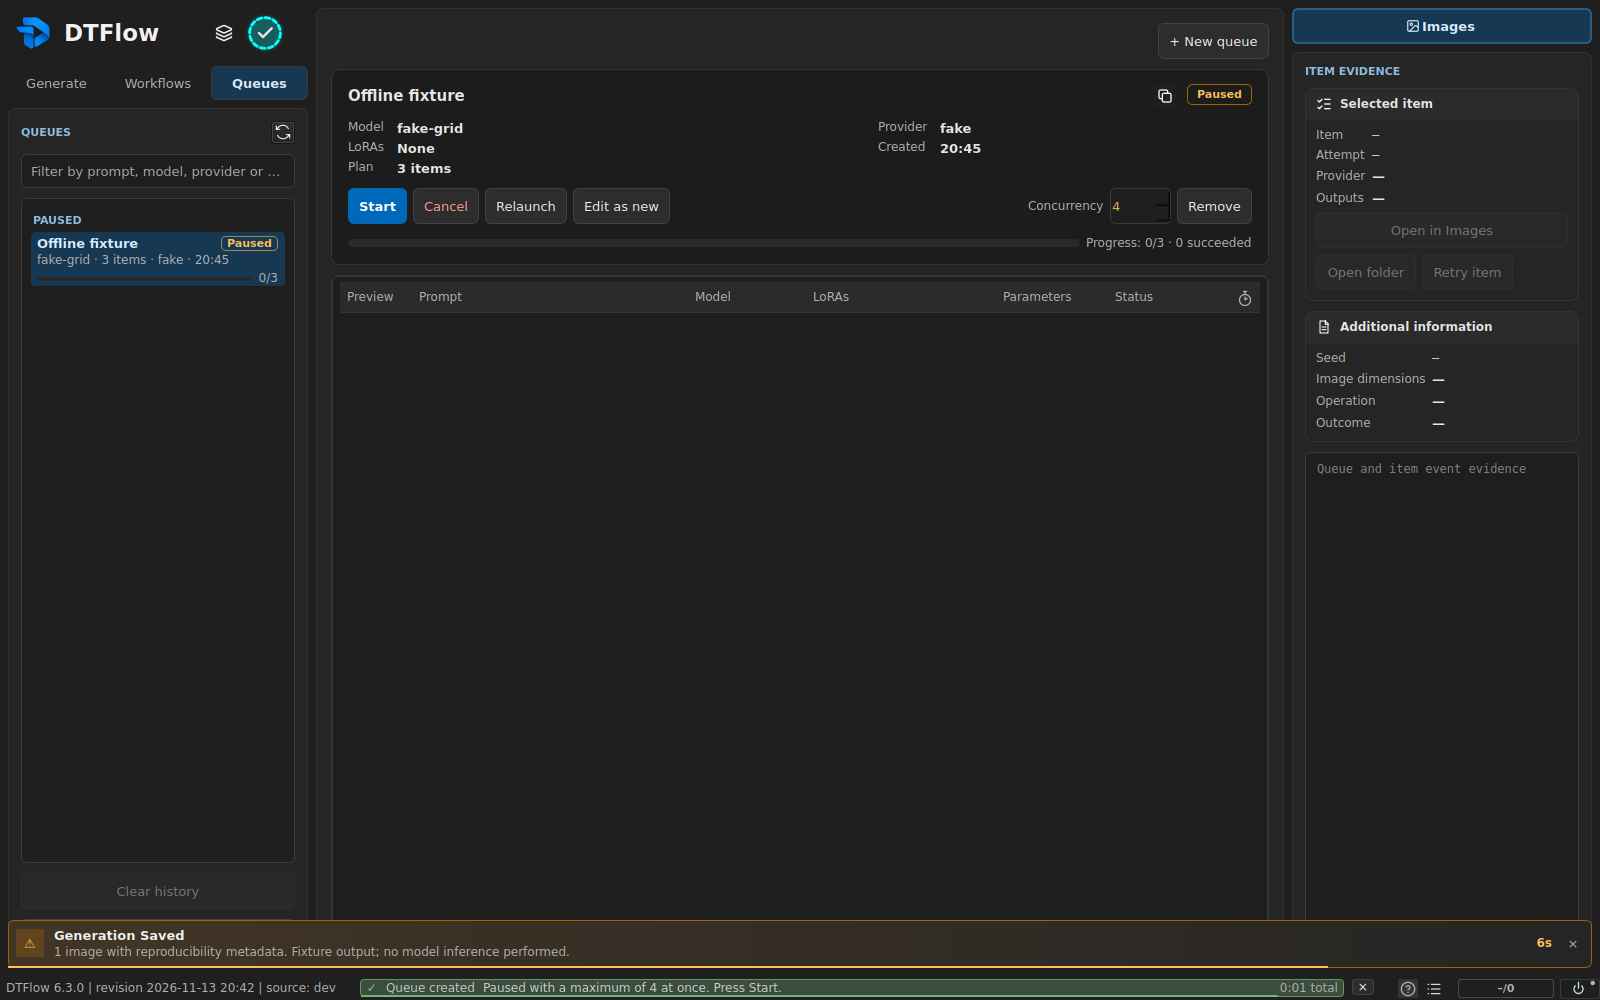 DTFlow
Generate Workflows Queues
QUEUES
Filter by prompt, model, provider or ...
PAUSED
Offline fixture Paused
fake-grid · 3 items · fake · 20:45
0/3
Clear history
+ New queue
Offline fixture Paused
Model fake-grid Provider fake
LoRAs None Created 20:45
Plan 3 items
Start Cancel Relaunch Edit as new Concurrency 4 Remove
Progress: 0/3 · 0 succeeded
Preview Prompt Model LoRAs Parameters Status
Images
ITEM EVIDENCE
Selected item
Item –
Attempt –
Provider —
Outputs —
Open in Images
Open folder Retry item
Additional information
Seed –
Image dimensions —
Operation —
Outcome —
Queue and item event evidence
Generation Saved
1 image with reproducibility metadata. Fixture output; no model inference performed.
6s ×
DTFlow 6.3.0 | revision 2026-11-13 20:42 | source: dev ✓ Queue created Paused with a maximum of 4 at once. Press Start. 0:01 total × -/0